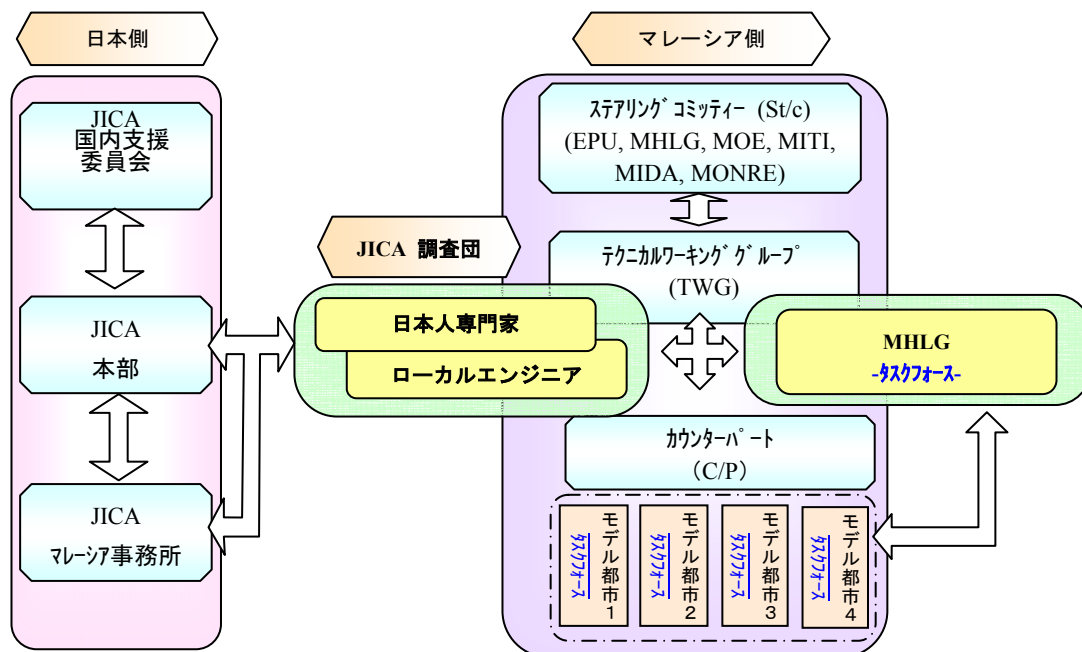 日本側
マレーシア側
JICA
国内支援
委員会
JICA
本部
JICA
マレーシア事務所
JICA 調査団
日本人専門家
ローカルエンジニア
ｽﾃｱﾘﾝｸﾞ ｺﾐｯﾃｨｰ (St/c)
(EPU, MHLG, MOE, MITI,
MIDA, MONRE)
ﾃｸﾆｶﾙﾜｰｷﾝｸﾞ ｸﾞﾙｰﾌﾟ
(TWG)
MHLG
-ﾀｽｸﾌｫｰｽ-
ｶｳﾝﾀｰﾊﾟｰﾄ
（C/P）
モデル都市１
ﾀｽｸﾌｫｰｽ
モデル都市２
ﾀｽｸﾌｫｰｽ
モデル都市３
ﾀｽｸﾌｫｰｽ
モデル都市４
ﾀｽｸﾌｫｰｽ